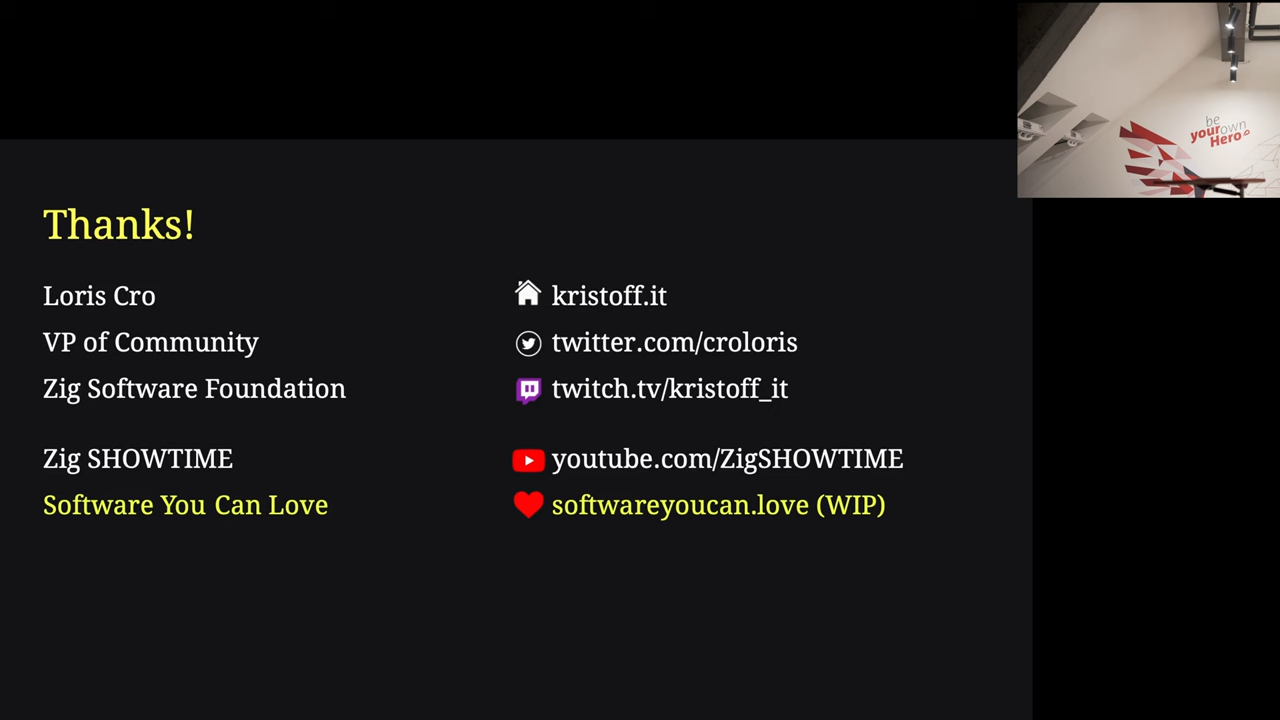 Thanks!
Loris Cro
VP of Community
Zig Software Foundation
Zig SHOWTIME
Software You Can Love
kristoff.it
twitter.com/croloris
twitch.tv/kristoff_it
youtube.com/ZigSHOWTIME
softwareyoucan.love (WIP)
be
your own
Hero